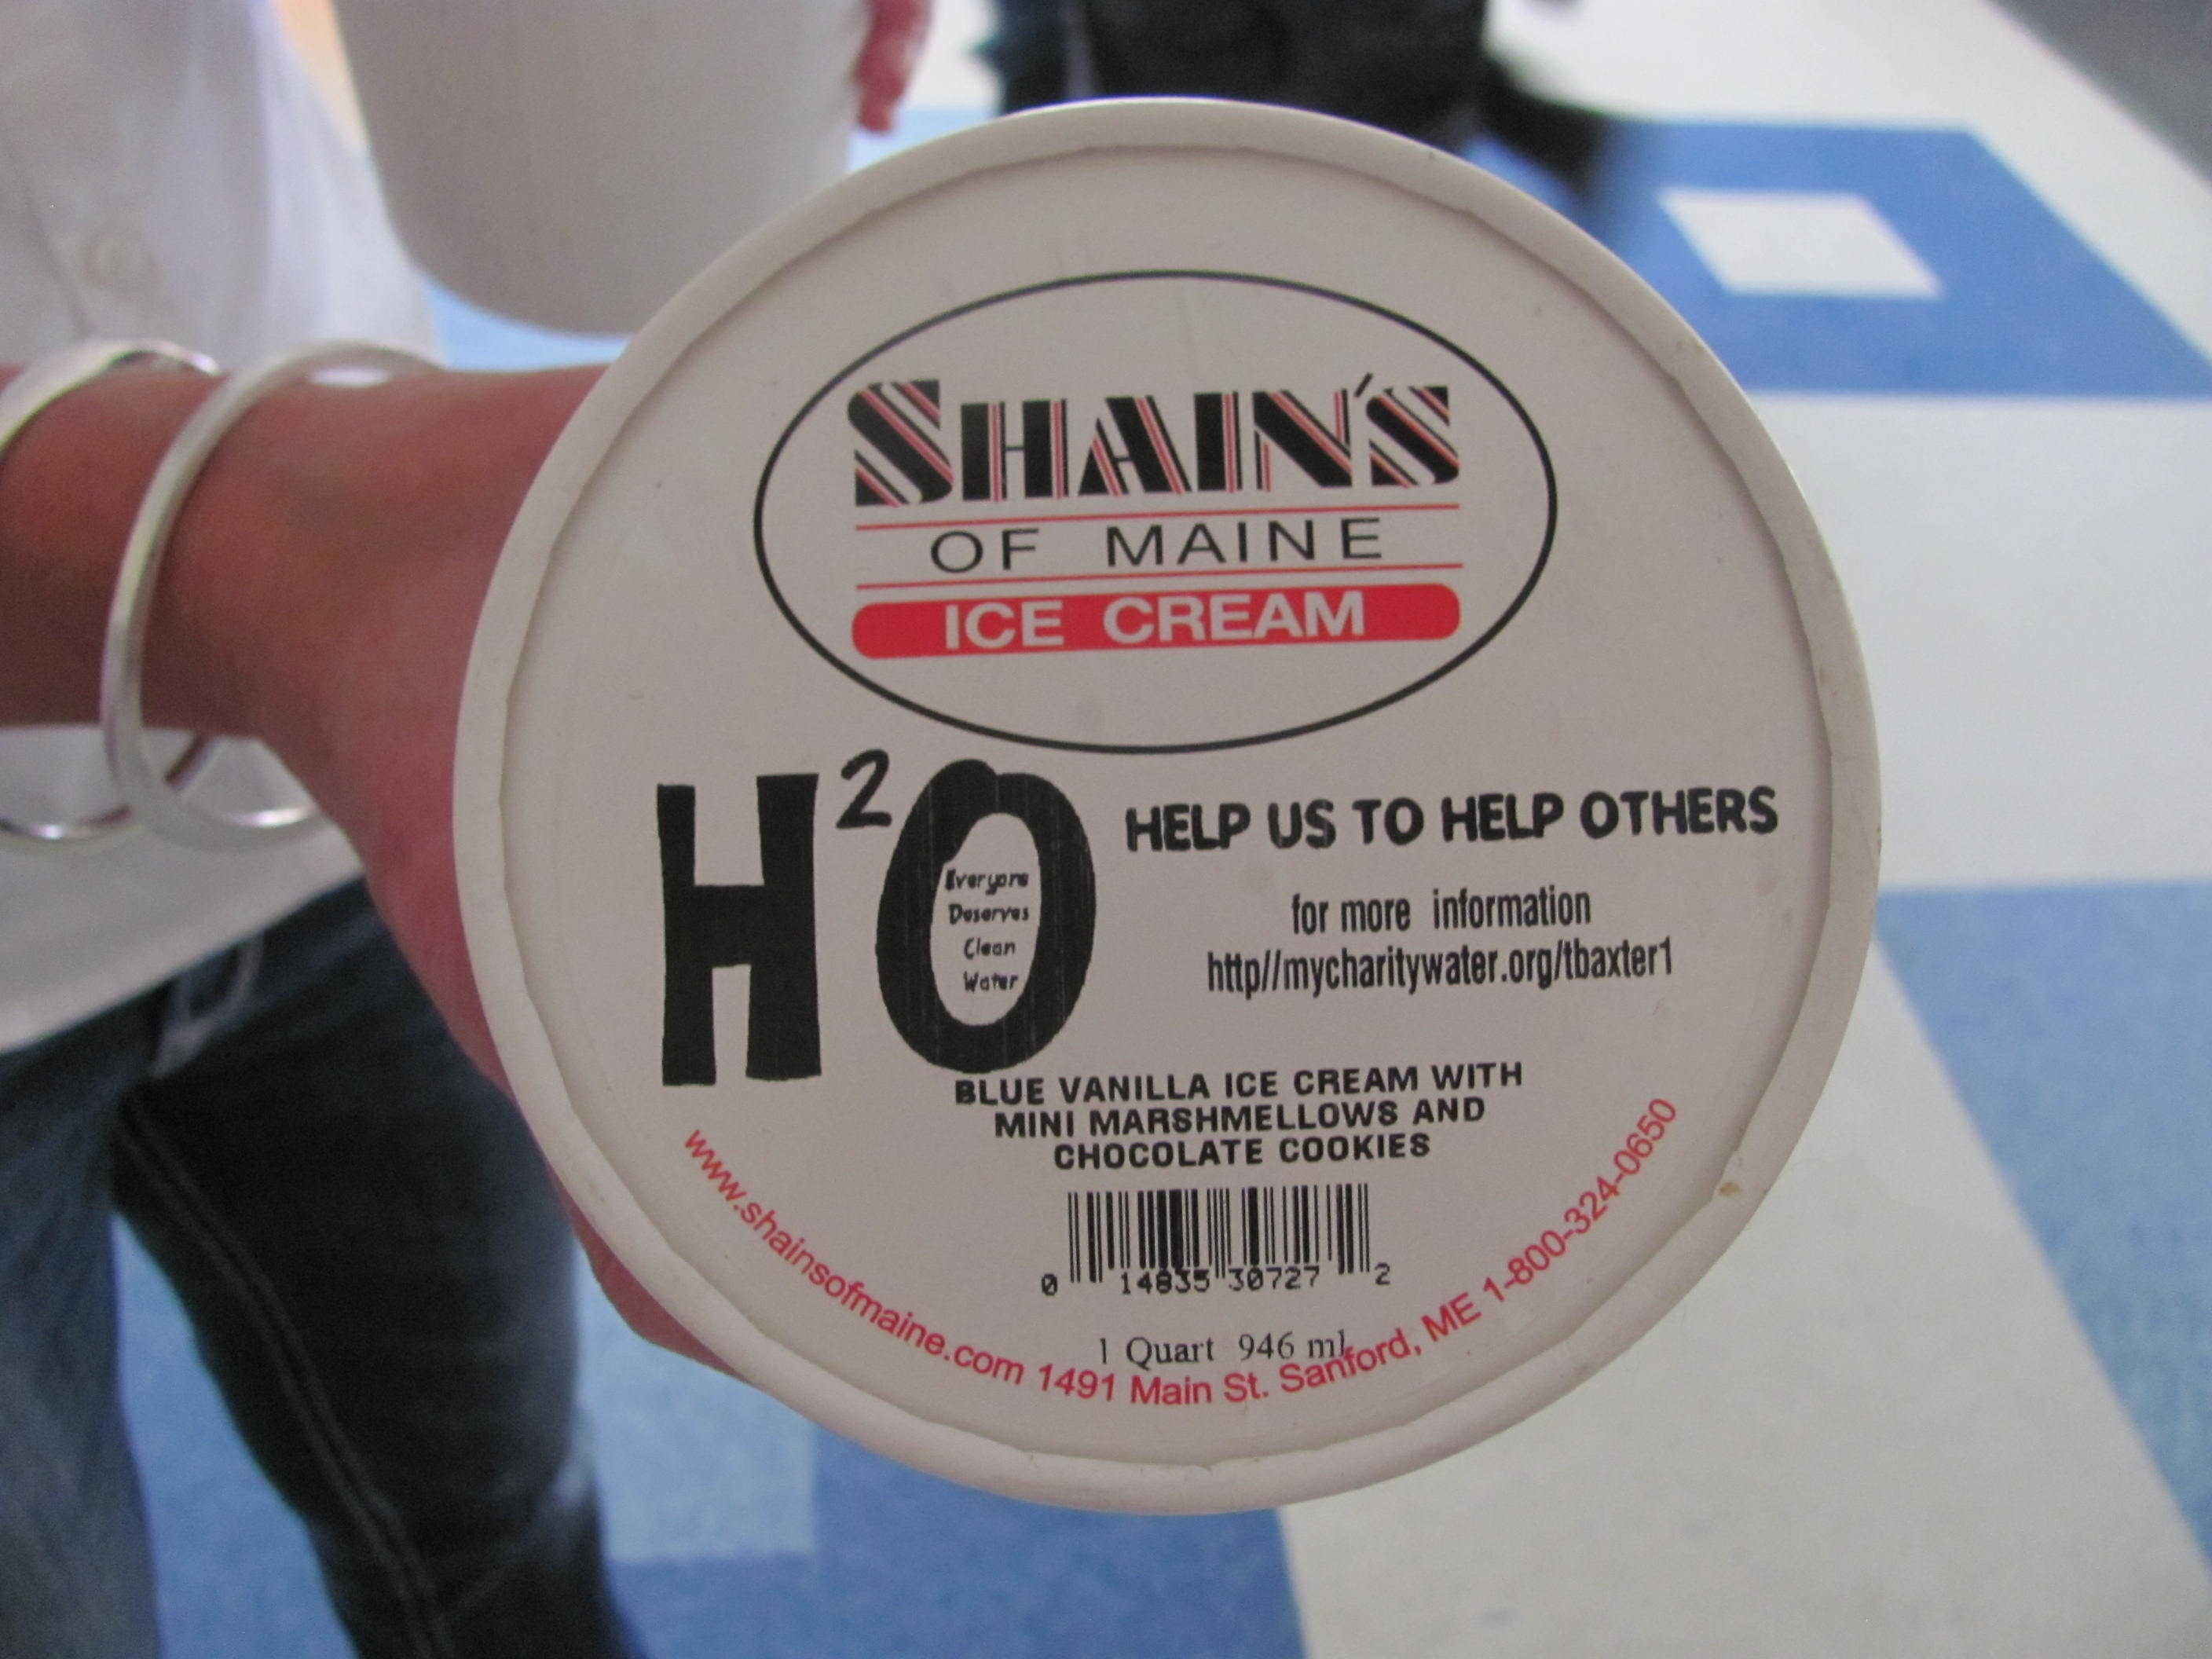 SHAIN'S
OF MAINE
ICE CREAM
H²O
Everyone
Deserves
Clean
Water
HELP US TO HELP OTHERS
for more information
http//mycharitywater.org/tbaxter1
BLUE VANILLA ICE CREAM WITH
MINI MARSHMELLOWS AND
CHOCOLATE COOKIES
0 14835 30727 2
1 Quart 946 ml
www.shainsofmaine.com 1491 Main St. Sanford, ME 1-800-324-0650